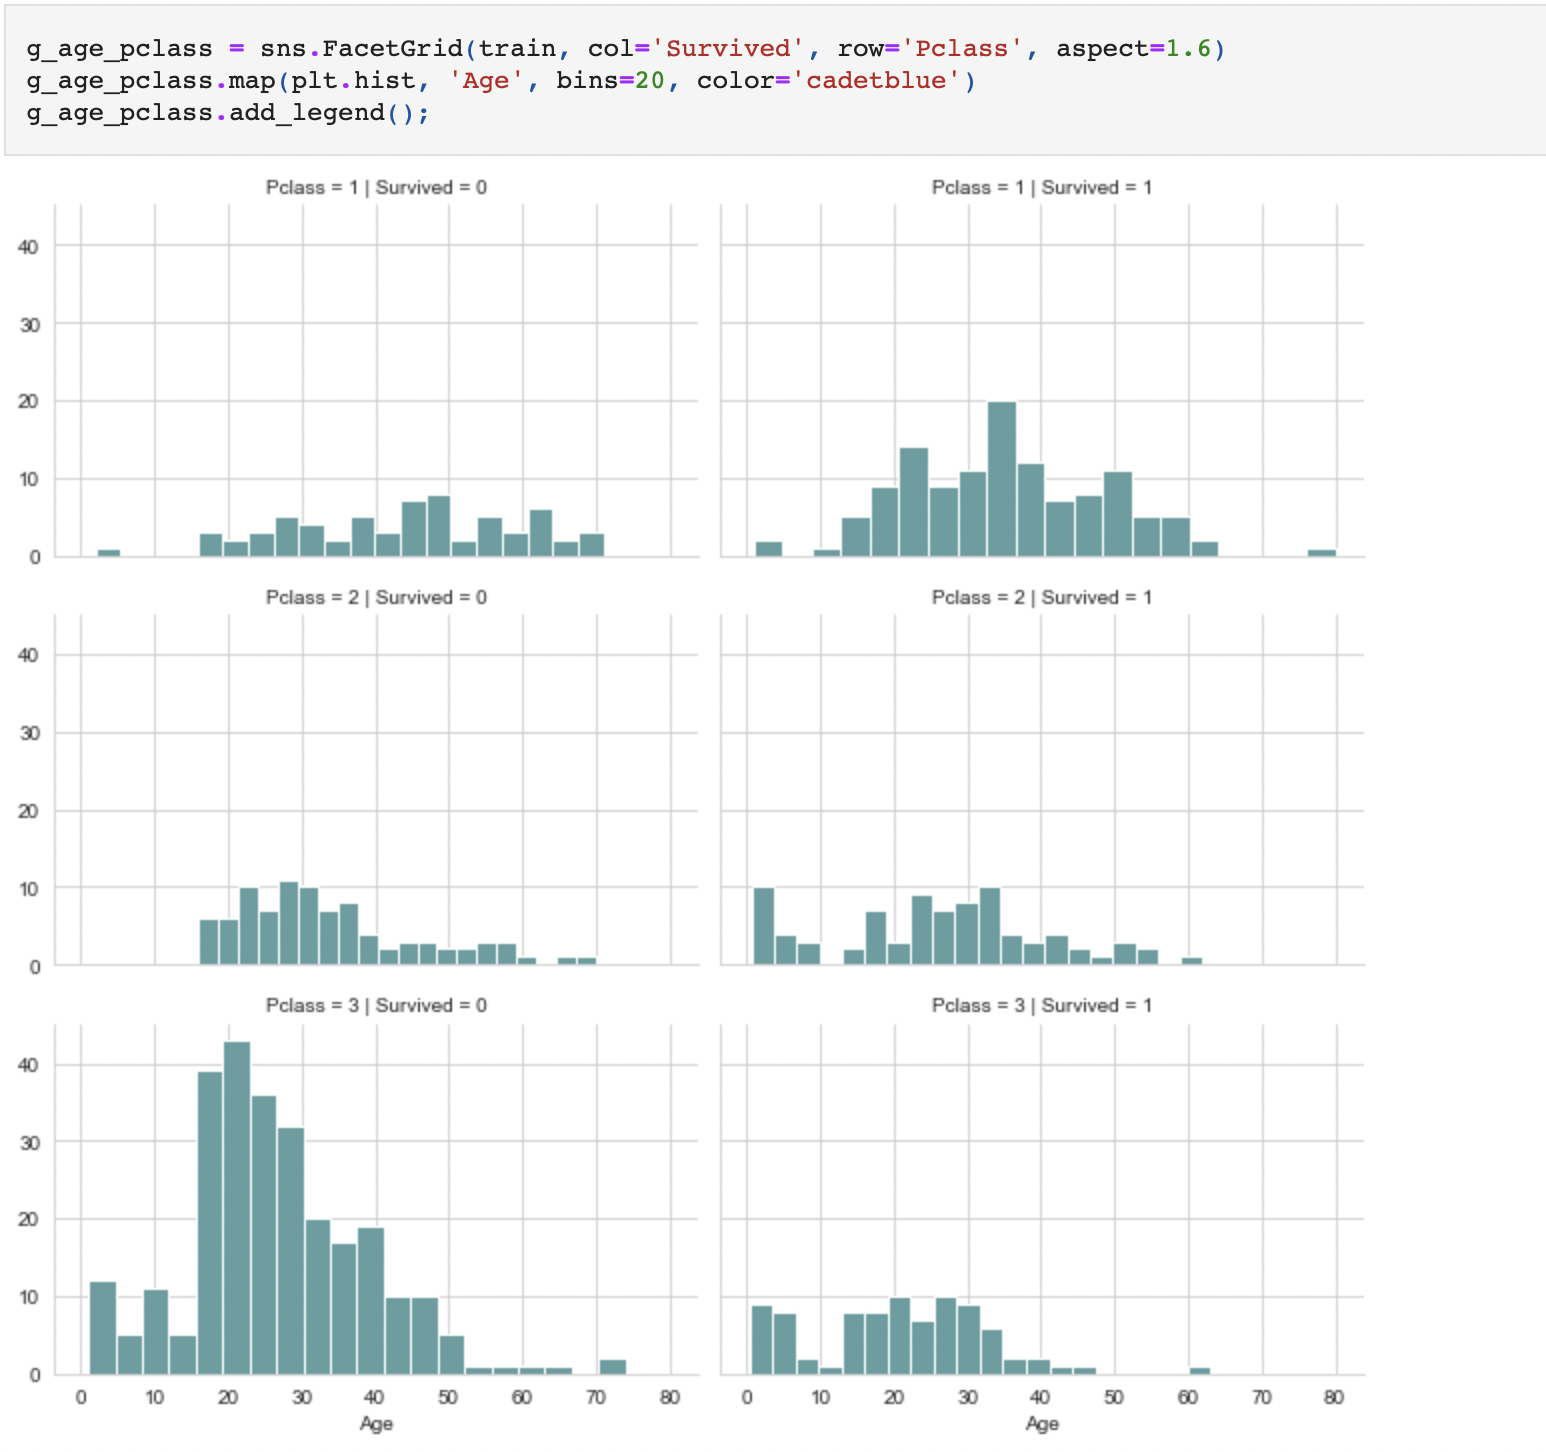 g_age_pclass = sns.FacetGrid(train, col='Survived', row='Pclass', aspect=1.6)
g_age_pclass.map(plt.hist, 'Age', bins=20, color='cadetblue')
g_age_pclass.add_legend();
Pclass = 1 | Survived = 0
Pclass = 1 | Survived = 1
40
30
20
10
0
Pclass = 2 | Survived = 0
Pclass = 2 | Survived = 1
40
30
20
10
0
Pclass = 3 | Survived = 0
Pclass = 3 | Survived = 1
40
30
20
10
0
0 10 20 30 40 50 60 70 80
0 10 20 30 40 50 60 70 80
Age
Age